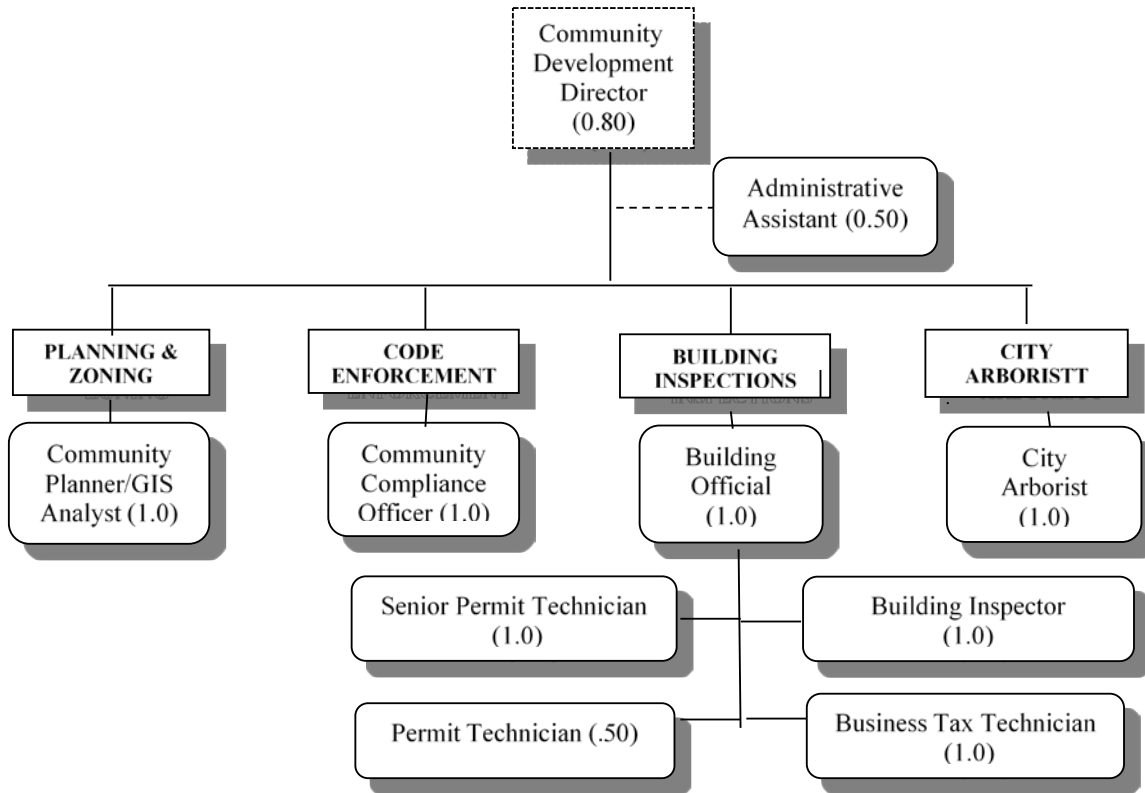 Community
Development
Director
(0.80)
Administrative
Assistant (0.50)
PLANNING &
ZONING
CODE
ENFORCEMENT
BUILDING
INSPECTIONS
CITY
ARBORISTT
Community
Planner/GIS
Analyst (1.0)
Community
Compliance
Officer (1.0)
Building
Official
(1.0)
City
Arborist
(1.0)
Senior Permit Technician
(1.0)
Building Inspector
(1.0)
Permit Technician (.50)
Business Tax Technician
(1.0)